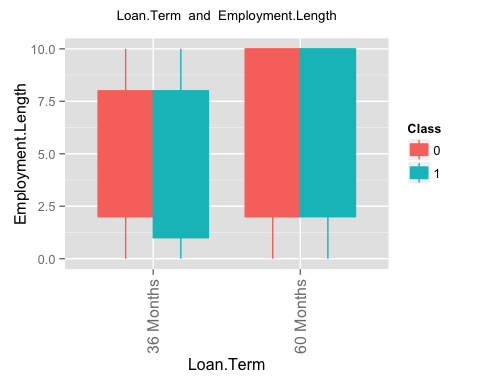 Loan.Term and Employment.Length
Employment.Length
10.0
7.5
5.0
2.5
0.0
36 Months
60 Months
Loan.Term
Class
0
1